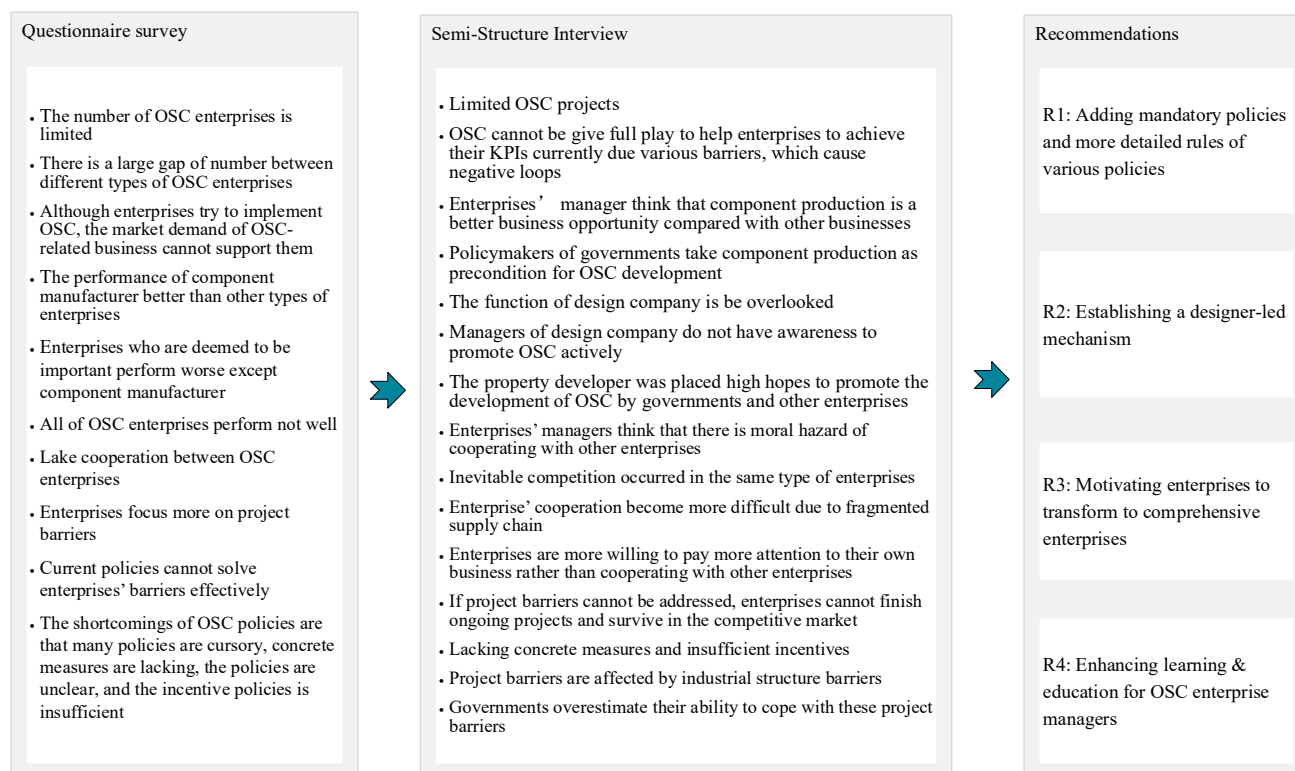 Questionnaire survey
• The number of OSC enterprises is
limited
• There is a large gap of number between
different types of OSC enterprises
• Although enterprises try to implement
OSC, the market demand of OSC-
related business cannot support them
• The performance of component
manufacturer better than other types of
enterprises
• Enterprises who are deemed to be
important perform worse except
component manufacturer
• All of OSC enterprises perform not well
• Lake cooperation between OSC
enterprises
• Enterprises focus more on project
barriers
• Current policies cannot solve
enterprises’ barriers effectively
• The shortcomings of OSC policies are
that many policies are cursory, concrete
measures are lacking, the policies are
unclear, and the incentive policies is
insufficient
Semi-Structure Interview
• Limited OSC projects
• OSC cannot be give full play to help enterprises to achieve
their KPIs currently due various barriers, which cause
negative loops
• Enterprises’ manager think that component production is a
better business opportunity compared with other businesses
• Policymakers of governments take component production as
precondition for OSC development
• The function of design company is be overlooked
• Managers of design company do not have awareness to
promote OSC actively
• The property developer was placed high hopes to promote the
development of OSC by governments and other enterprises
• Enterprises’ managers think that there is moral hazard of
cooperating with other enterprises
• Inevitable competition occurred in the same type of enterprises
• Enterprise’ cooperation become more difficult due to fragmented
supply chain
• Enterprises are more willing to pay more attention to their own
business rather than cooperating with other enterprises
• If project barriers cannot be addressed, enterprises cannot finish
ongoing projects and survive in the competitive market
• Lacking concrete measures and insufficient incentives
• Project barriers are affected by industrial structure barriers
• Governments overestimate their ability to cope with these project
barriers
Recommendations
R1: Adding mandatory policies
and more detailed rules of
various policies
R2: Establishing a designer-led
mechanism
R3: Motivating enterprises to
transform to comprehensive
enterprises
R4: Enhancing learning &
education for OSC enterprise
managers